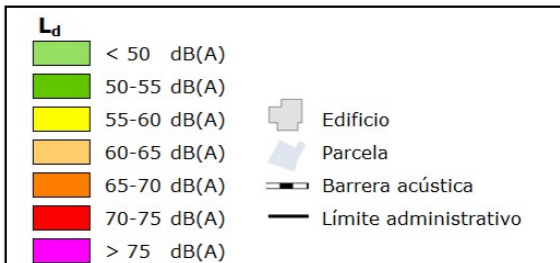 Ld
< 50 dB(A)
50-55 dB(A)
55-60 dB(A)
60-65 dB(A)
65-70 dB(A)
70-75 dB(A)
> 75 dB(A)
Edificio
Parcela
Barrera acústica
Límite administrativo